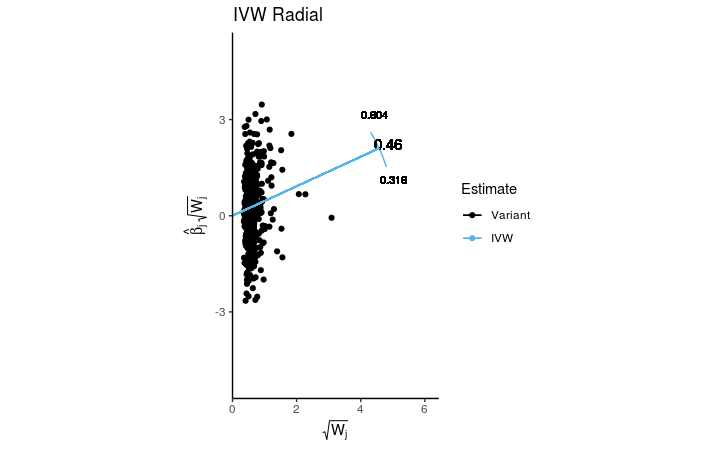 IVW Radial
0.604
0.46
0.316
3
0
-3
β̂j√Wj
0 2 4 6
√Wj
Estimate
Variant
IVW